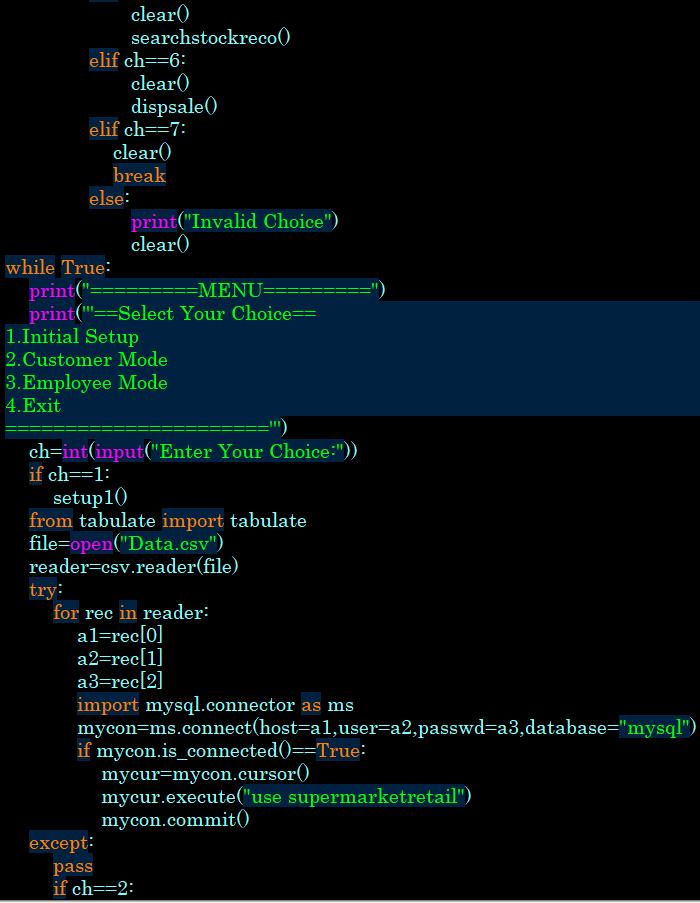 clear()
searchstockreco()
elif ch==6:
clear()
dispsale()
elif ch==7:
clear()
break
else:
print("Invalid Choice")
clear()
while True:
print("=========MENU=========")
print('''==Select Your Choice==
1.Initial Setup
2.Customer Mode
3.Employee Mode
4.Exit
======================''')
ch=int(input("Enter Your Choice:"))
if ch==1:
setup1()
from tabulate import tabulate
file=open("Data.csv")
reader=csv.reader(file)
try:
for rec in reader:
a1=rec[0]
a2=rec[1]
a3=rec[2]
import mysql.connector as ms
mycon=ms.connect(host=a1,user=a2,passwd=a3,database="mysql")
if mycon.is_connected()==True:
mycur=mycon.cursor()
mycur.execute("use supermarketretail")
mycon.commit()
except:
pass
if ch==2: